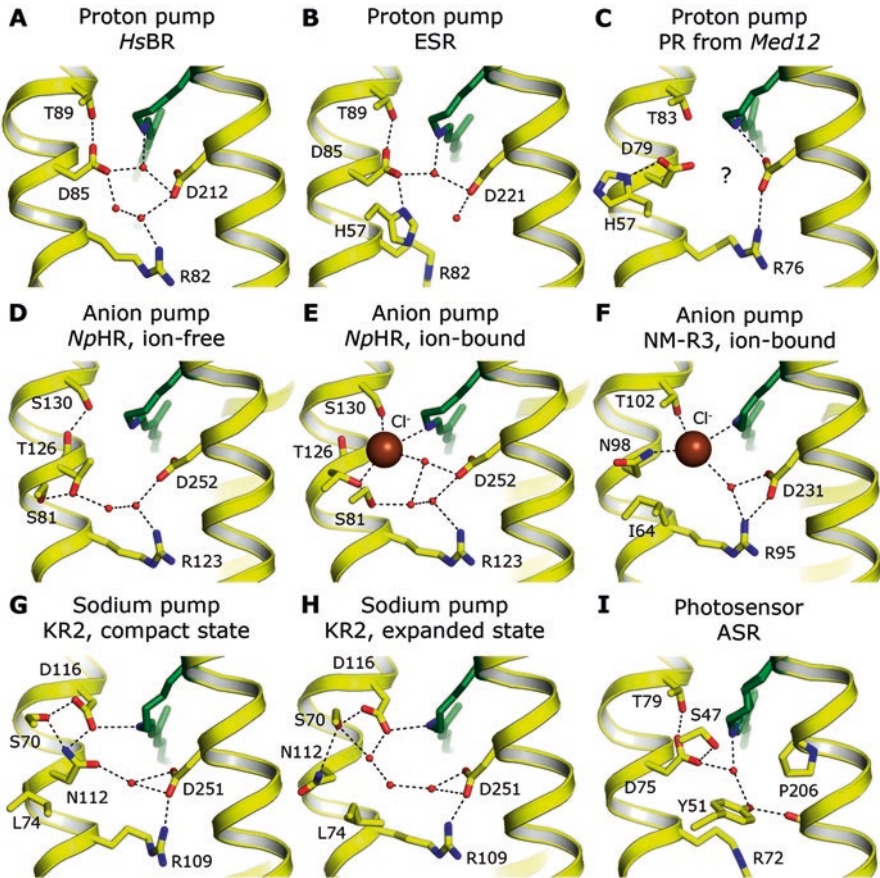 A
Proton pump
HsBR
T89
D85
D212
R82
B
Proton pump
ESR
T89
D85
D221
H57
R82
C
Proton pump
PR from Med12
T83
D79
?
H57
R76
D
Anion pump
NpHR, ion-free
S130
T126
D252
S81
R123
E
Anion pump
NpHR, ion-bound
S130
Cl-
T126
D252
S81
R123
F
Anion pump
NM-R3, ion-bound
T102
Cl-
N98
D231
I64
R95
G
Sodium pump
KR2, compact state
D116
S70
N112
D251
L74
R109
H
Sodium pump
KR2, expanded state
D116
S70
N112
D251
L74
R109
I
Photosensor
ASR
T79
S47
D75
P206
Y51
R72